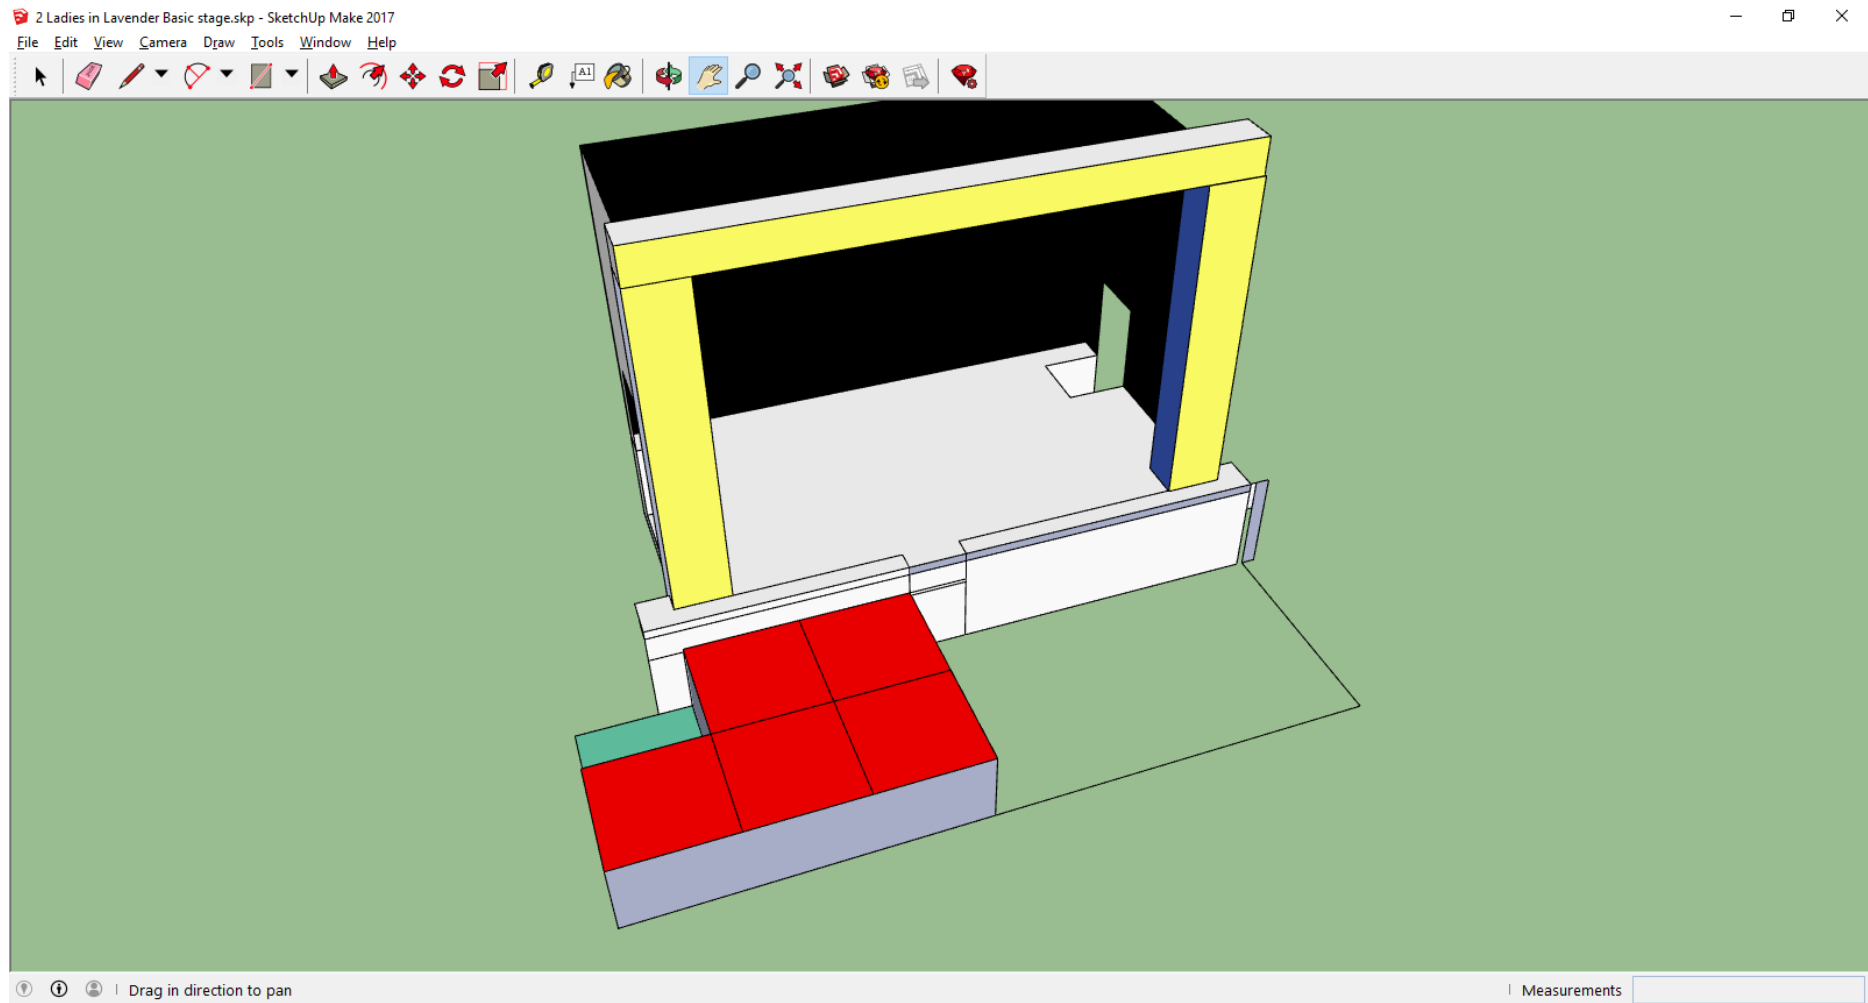 2 Ladies in Lavender Basic stage.skp - SketchUp Make 2017
File Edit View Camera Draw Tools Window Help
A1
Drag in direction to pan
Measurements